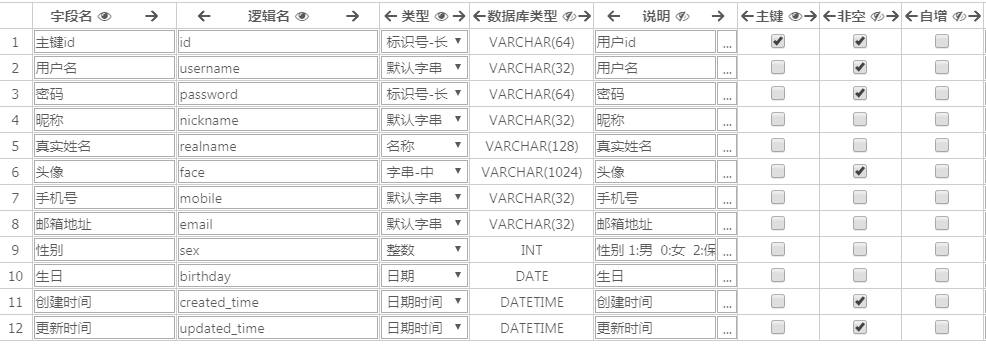 字段名 逻辑名 类型 数据库类型 说明 主键 非空 自增
1 主键id id 标识号-长 VARCHAR(64) 用户id ...
2 用户名 username 默认字串 VARCHAR(32) 用户名 ...
3 密码 password 标识号-长 VARCHAR(64) 密码 ...
4 昵称 nickname 默认字串 VARCHAR(32) 昵称 ...
5 真实姓名 realname 名称 VARCHAR(128) 真实姓名 ...
6 头像 face 字串-中 VARCHAR(1024) 头像 ...
7 手机号 mobile 默认字串 VARCHAR(32) 手机号 ...
8 邮箱地址 email 默认字串 VARCHAR(32) 邮箱地址 ...
9 性别 sex 整数 INT 性别 1:男 0:女 2:保 ...
10 生日 birthday 日期 DATE 生日 ...
11 创建时间 created_time 日期时间 DATETIME 创建时间 ...
12 更新时间 updated_time 日期时间 DATETIME 更新时间 ...